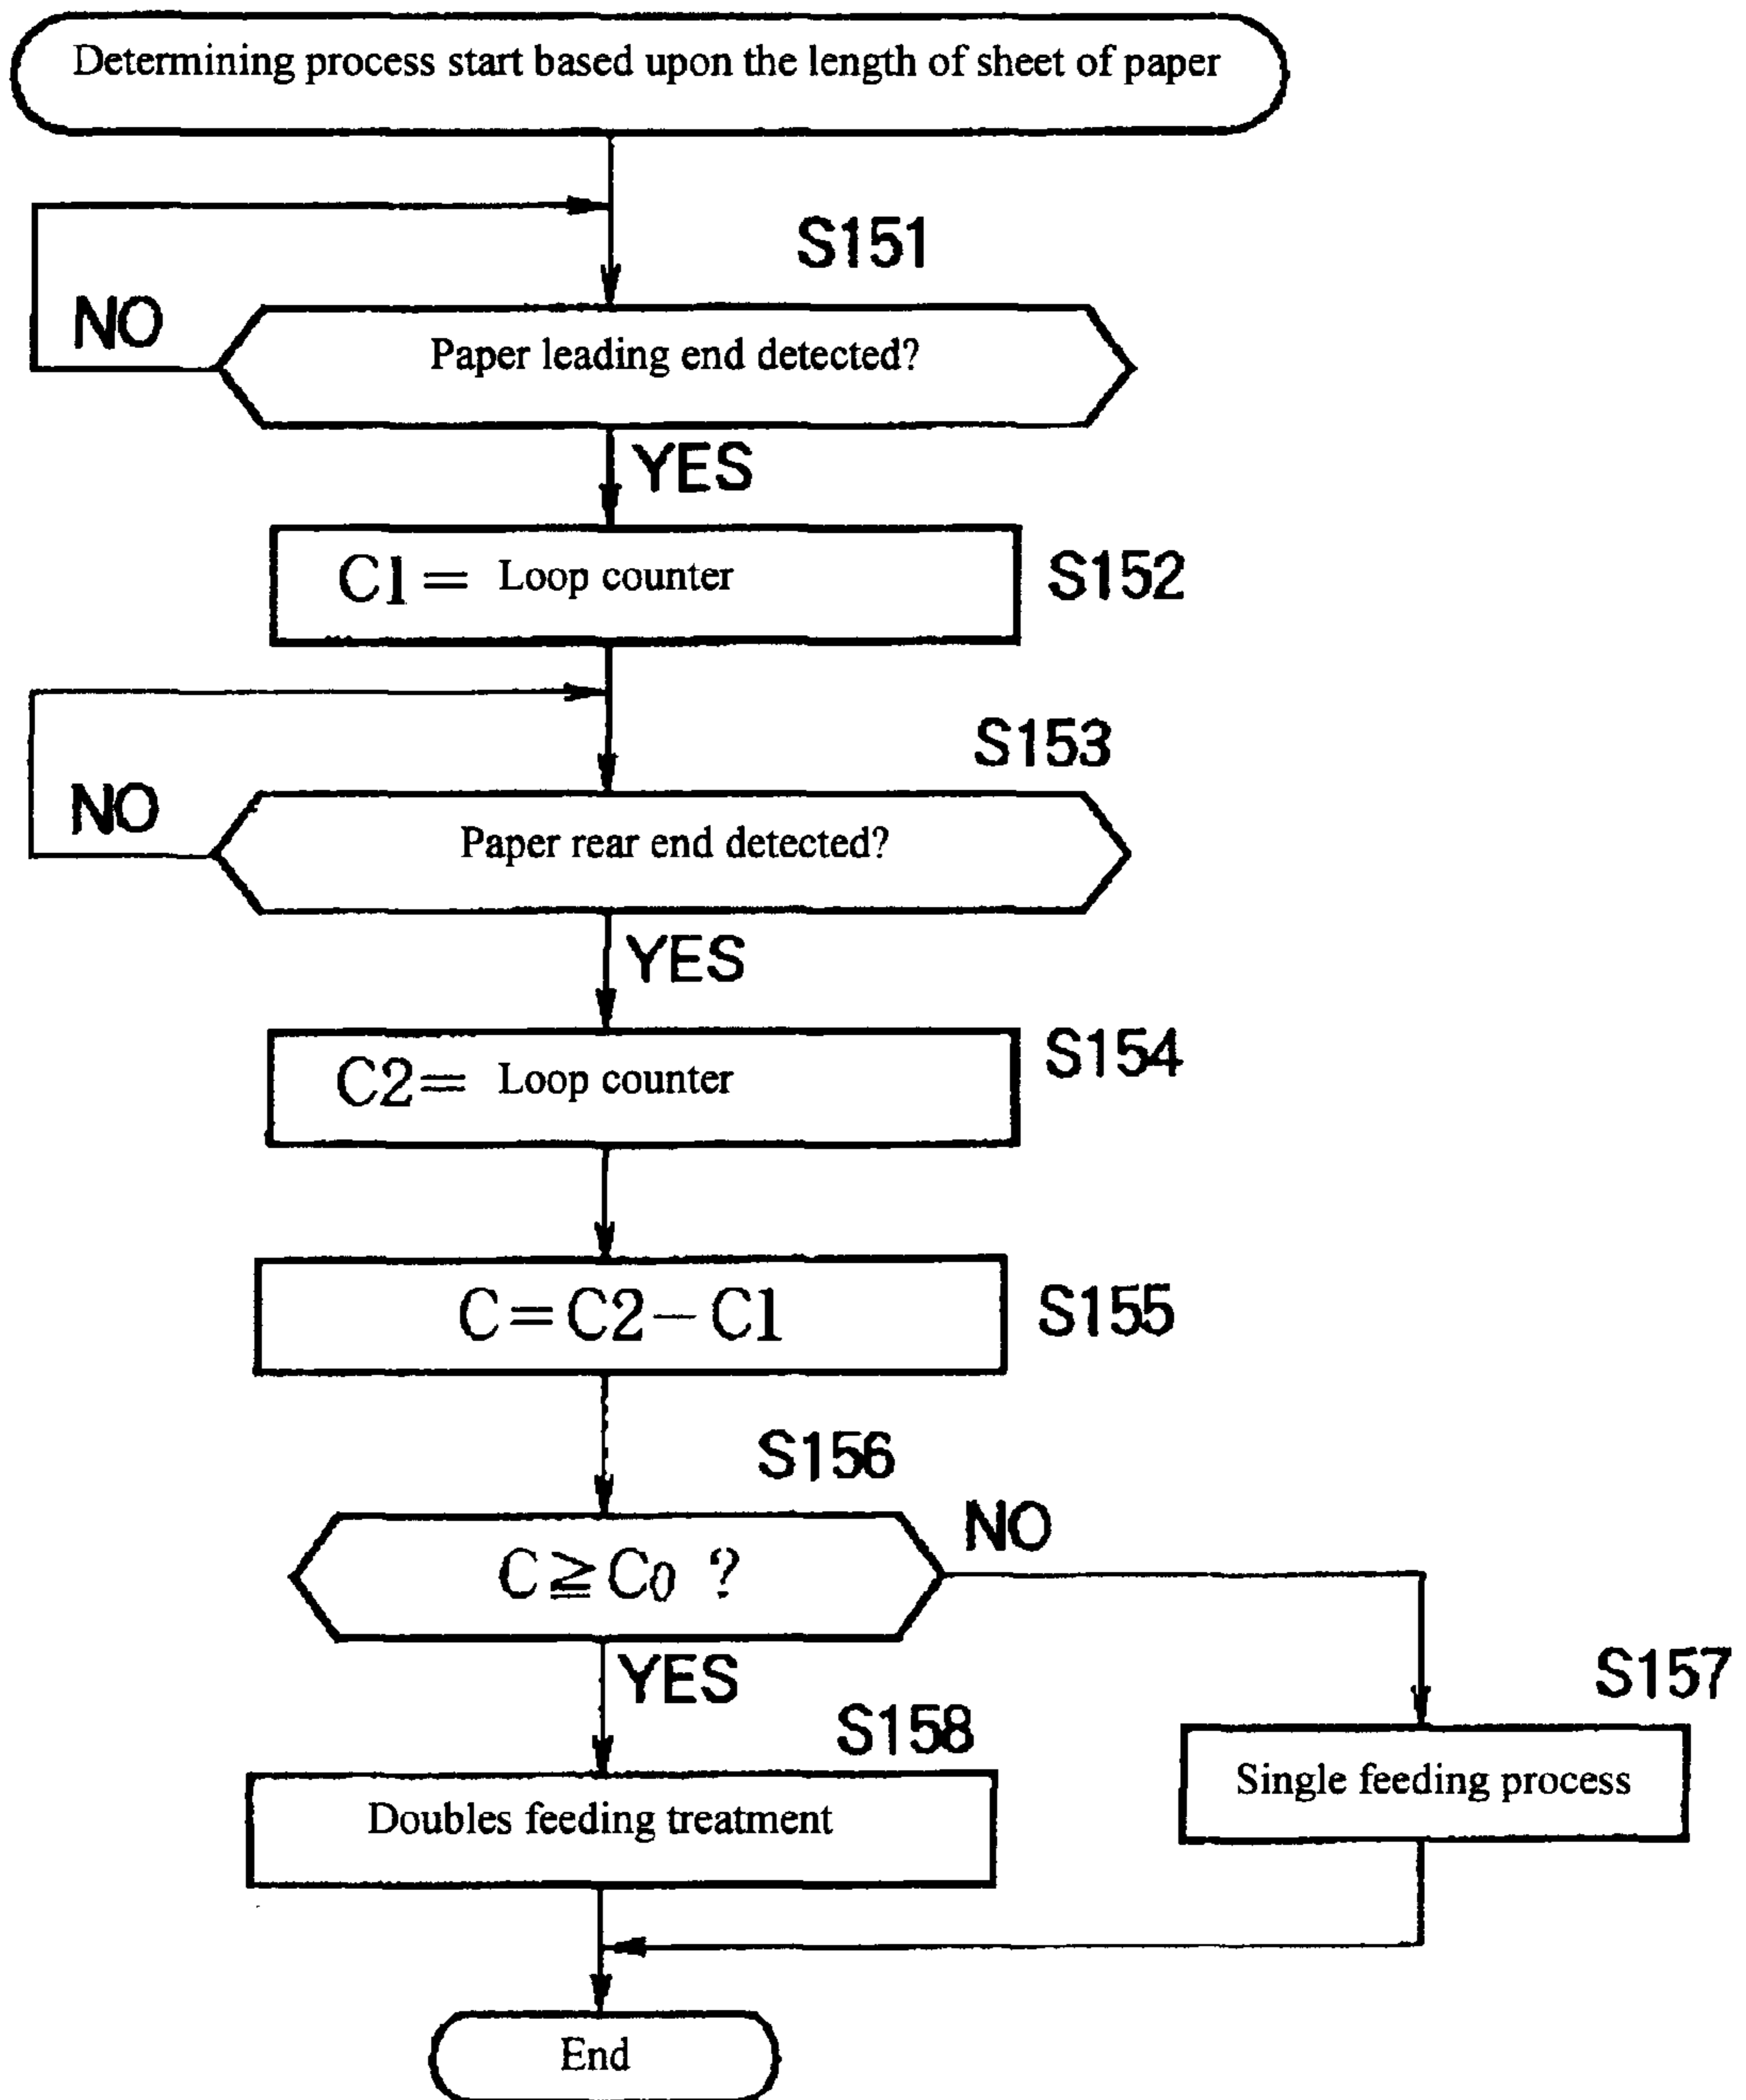 Determining process start based upon the length of sheet of paper
S151
NO
Paper leading end detected?
YES
C1= Loop counter
S152
S153
NO
Paper rear end detected?
YES
C2= Loop counter
S154
C=C2-C1
S155
S156
NO
C≧C0 ?
YES
S157
S158
Single feeding process
Doubles feeding treatment
End